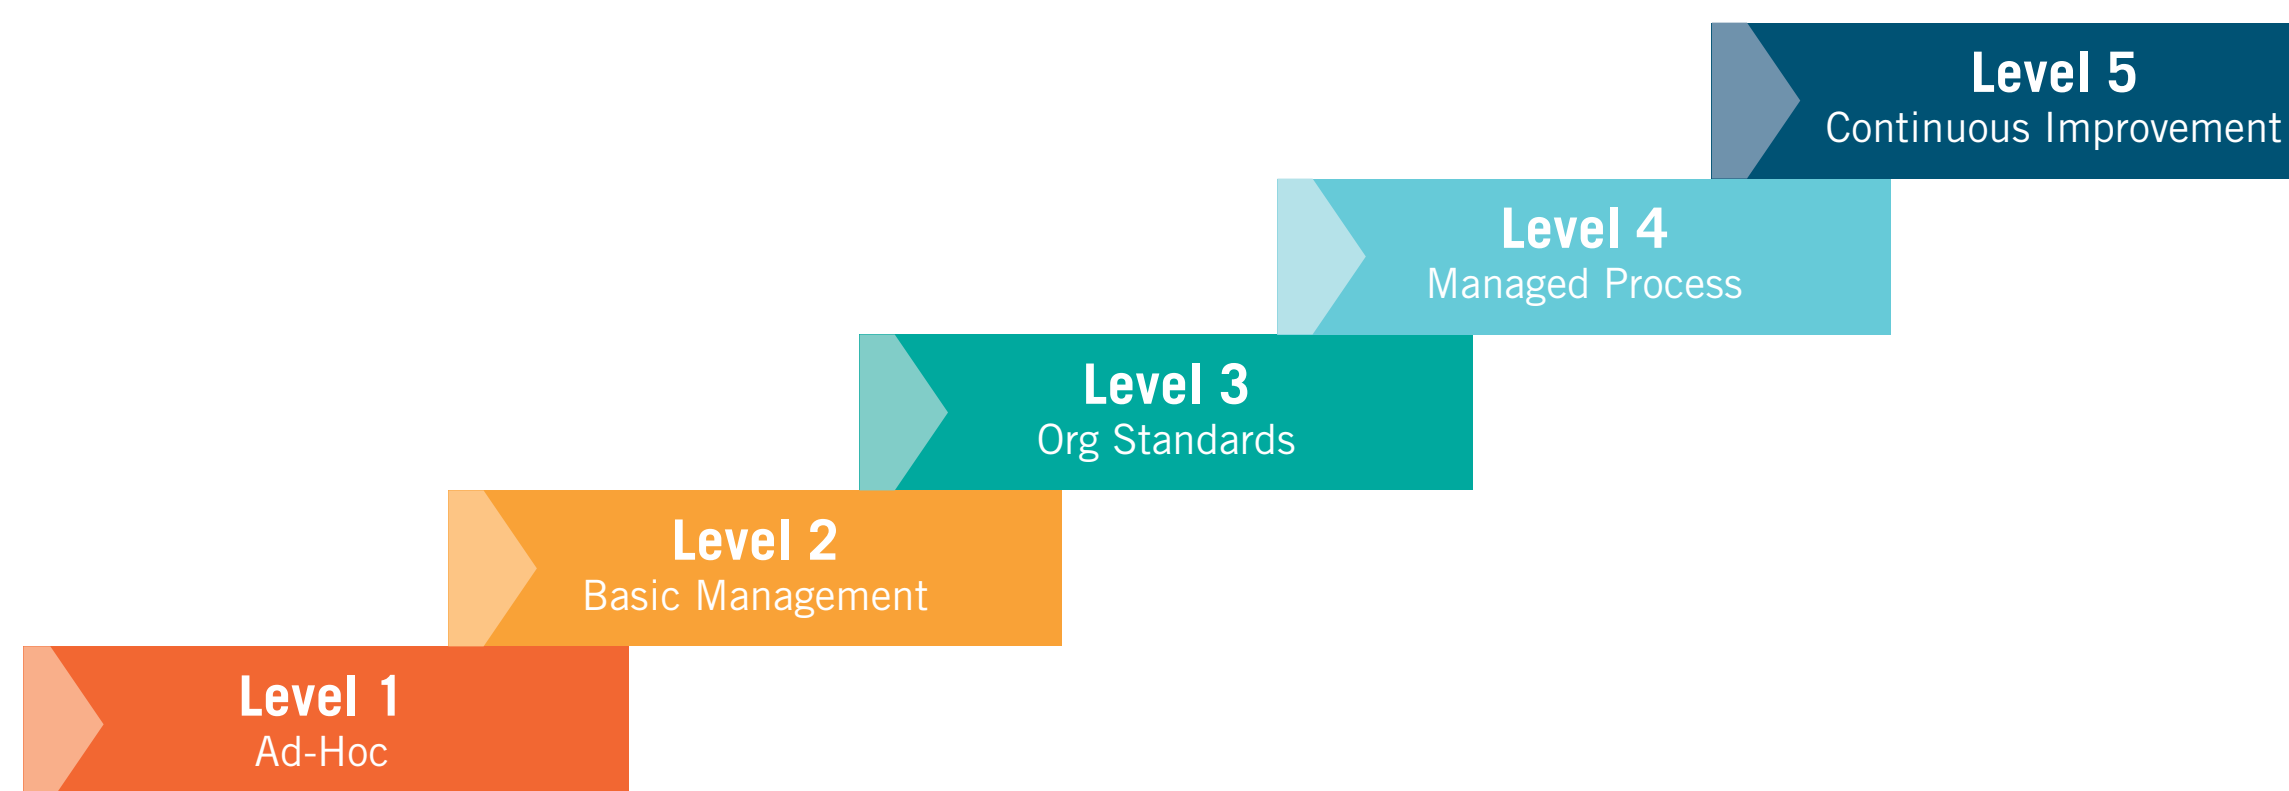 Level 5
Continuous Improvement
Level 4
Managed Process
Level 3
Org Standards
Level 2
Basic Management
Level 1
Ad-Hoc